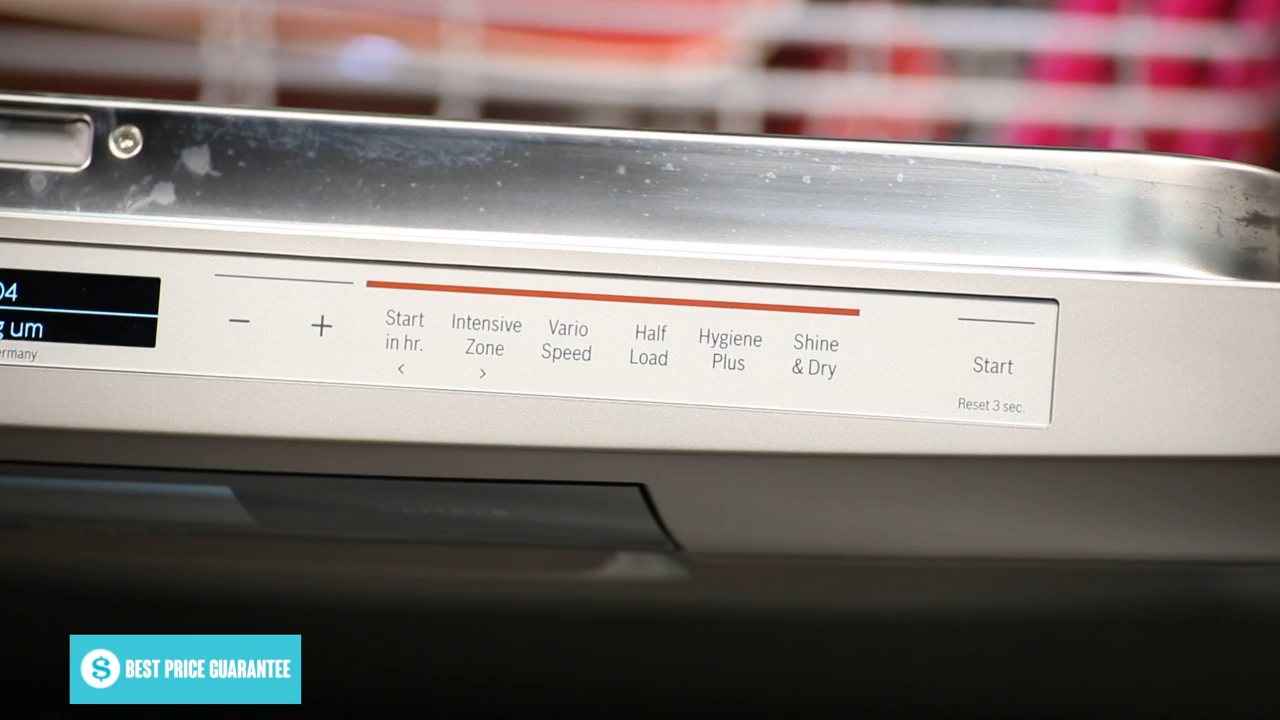 04
um
ermany
− +
Start
in hr.
<
Intensive
Zone
>
Vario
Speed
Half
Load
Hygiene
Plus
Shine
& Dry
Start
Reset 3 sec.
$ BEST PRICE GUARANTEE